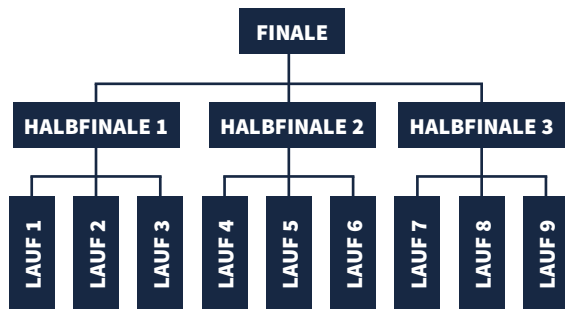 FINALE
HALBFINALE 1
HALBFINALE 2
HALBFINALE 3
LAUF 1
LAUF 2
LAUF 3
LAUF 4
LAUF 5
LAUF 6
LAUF 7
LAUF 8
LAUF 9